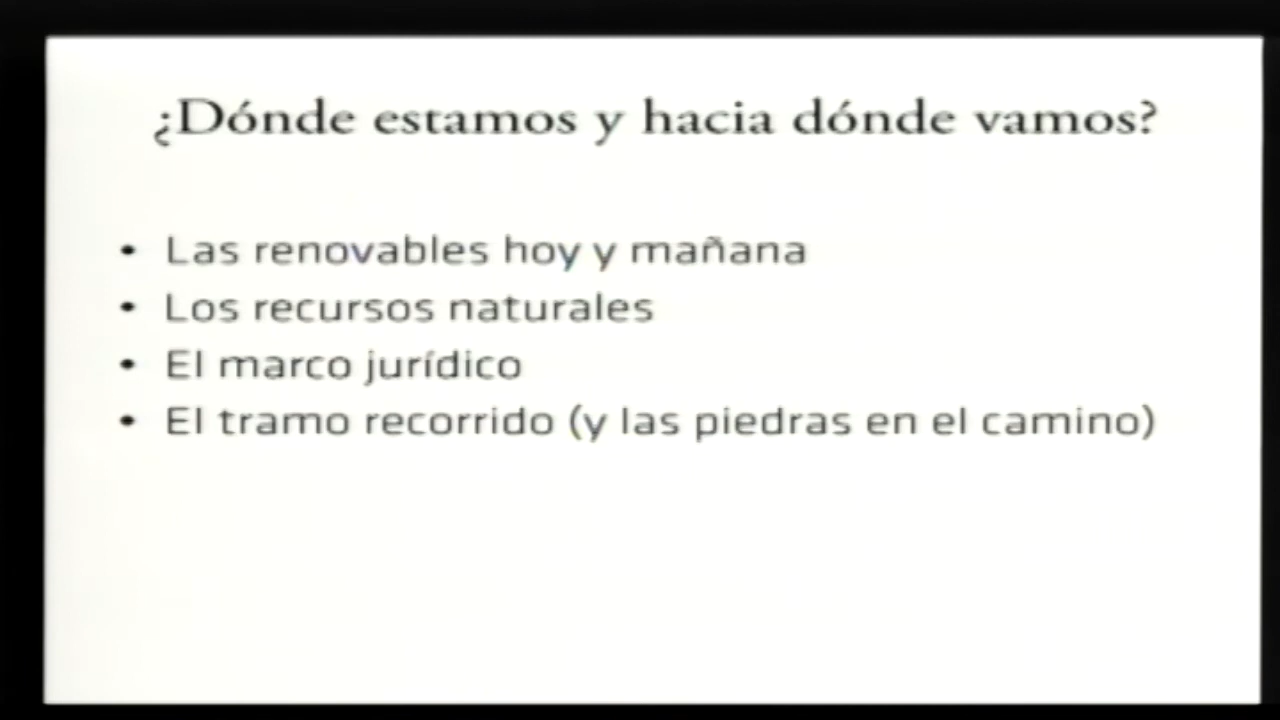 ¿Dónde estamos y hacia dónde vamos?
• Las renovables hoy y mañana
• Los recursos naturales
• El marco jurídico
• El tramo recorrido (y las piedras en el camino)